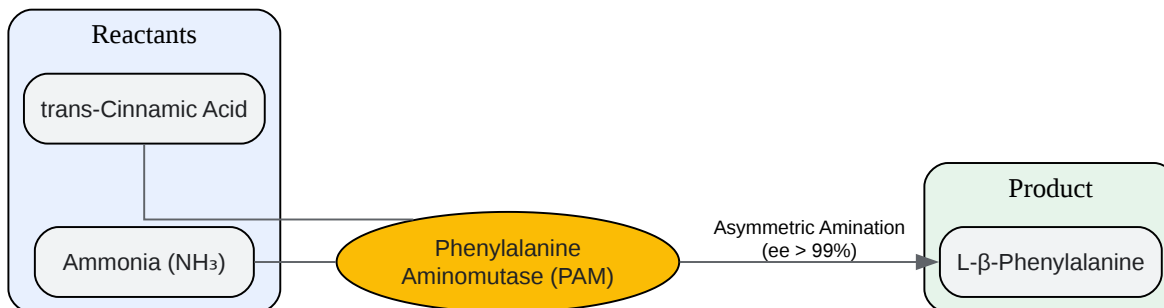 Reactants
trans-Cinnamic Acid
Ammonia (NH₃)
Phenylalanine
Aminomutase (PAM)
Asymmetric Amination
(ee > 99%)
Product
L-β-Phenylalanine